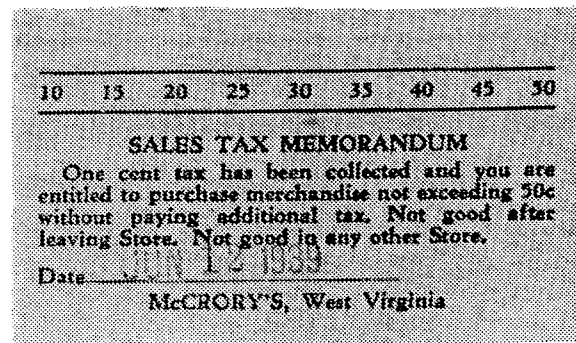 10 15 20 25 30 35 40 45 50
SALES TAX MEMORANDUM
One cent tax has been collected and you are
entitled to purchase merchandise not exceeding 50c
without paying additional tax. Not good after
leaving Store. Not good in any other Store.
Date JUN 12 1939
McCRORY'S, West Virginia